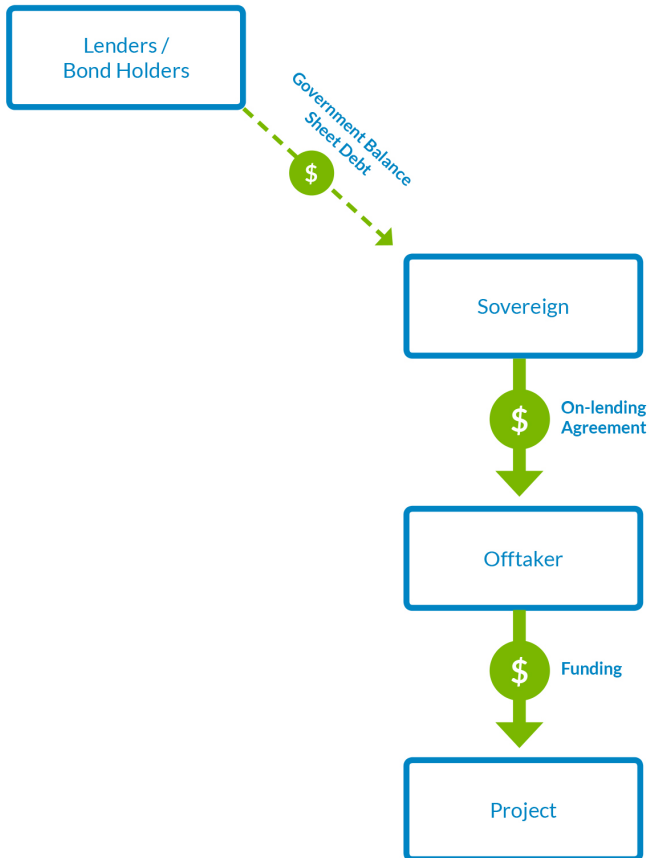 Lenders /
Bond Holders
Government Balance
Sheet Debt
$
Sovereign
$
On-lending
Agreement
Offtaker
$
Funding
Project